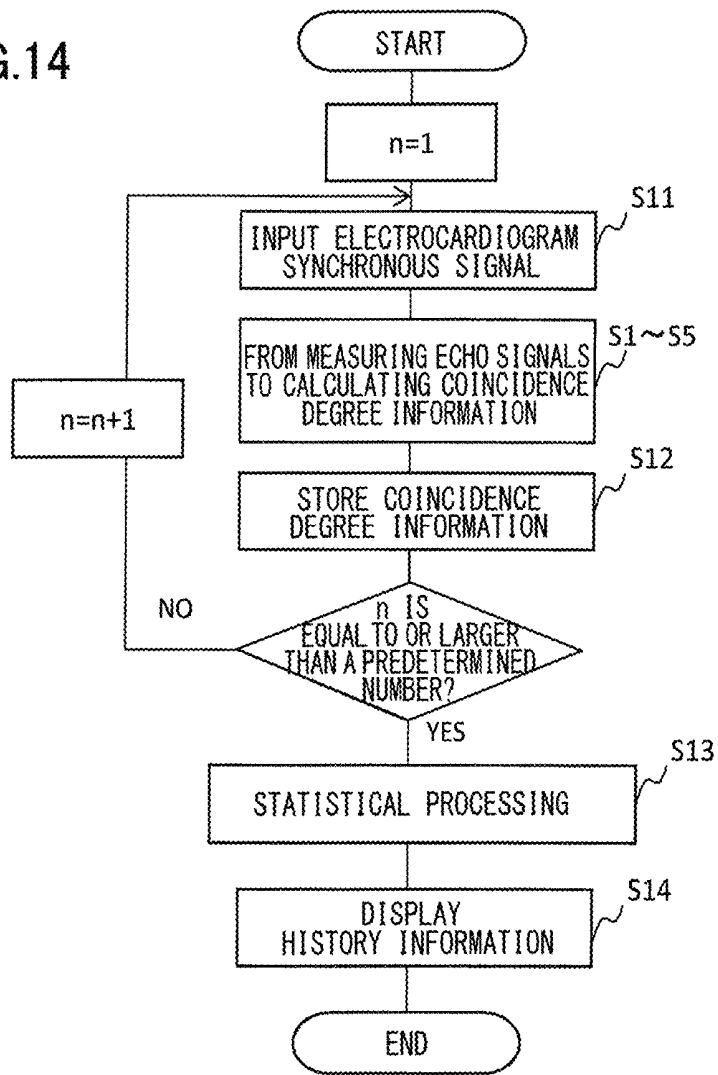 G.14
START
n=1
S11
INPUT ELECTROCARDIOGRAM
SYNCHRONOUS SIGNAL
S1~S5
FROM MEASURING ECHO SIGNALS
TO CALCULATING COINCIDENCE
DEGREE INFORMATION
n=n+1
S12
STORE COINCIDENCE
DEGREE INFORMATION
NO
n IS
EQUAL TO OR LARGER
THAN A PREDETERMINED
NUMBER?
YES
S13
STATISTICAL PROCESSING
S14
DISPLAY
HISTORY INFORMATION
END